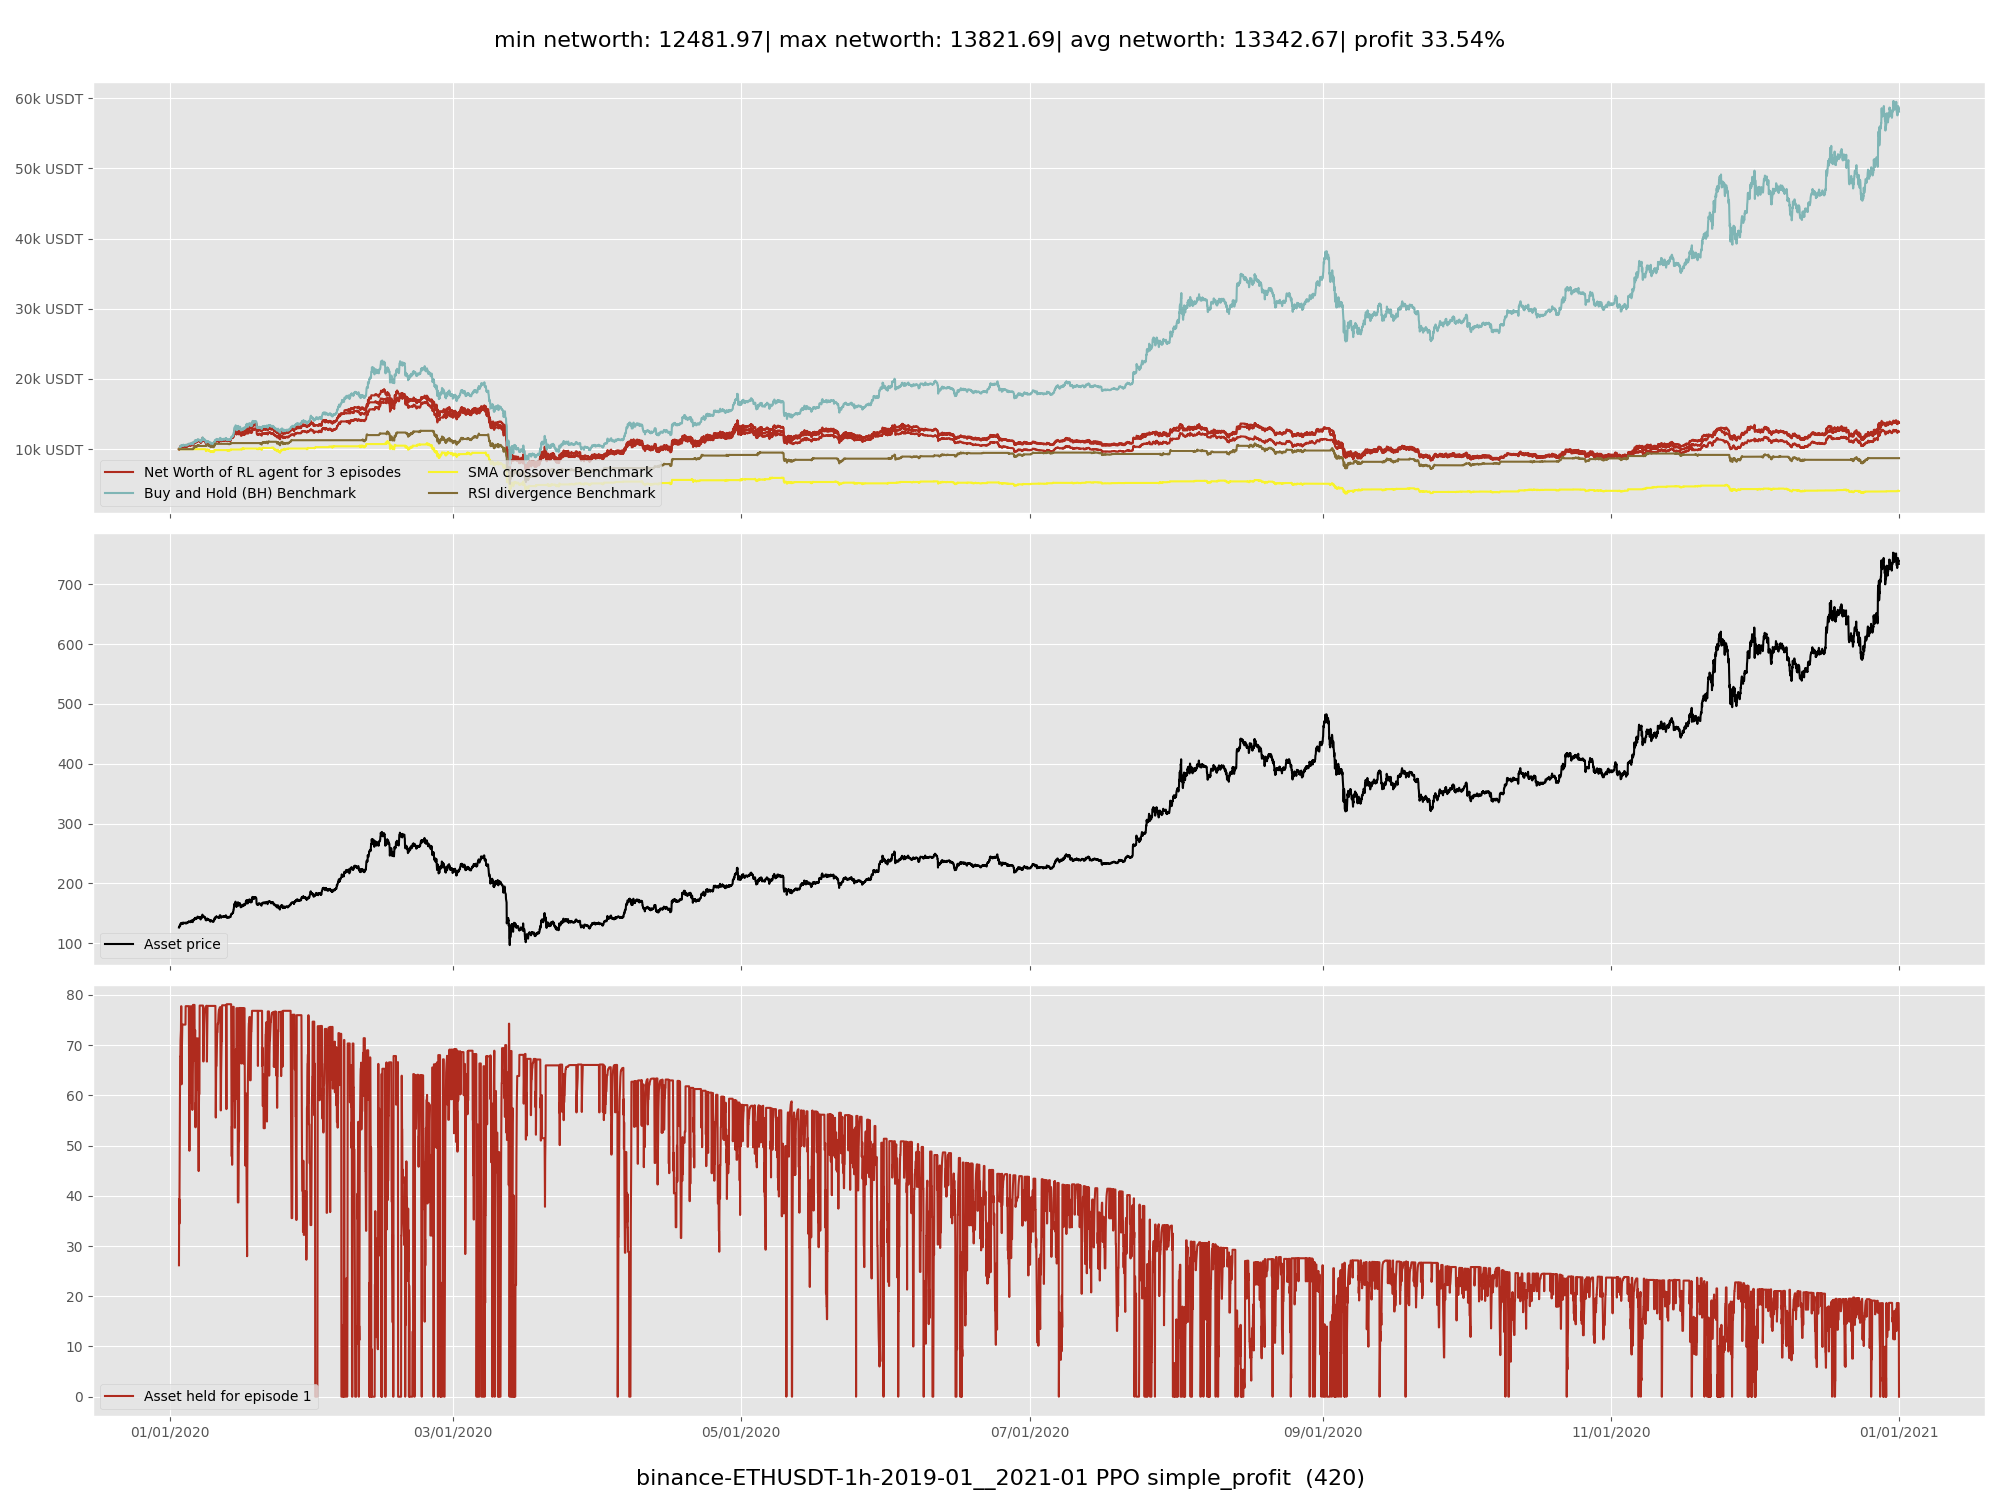 min networth: 12481.97| max networth: 13821.69| avg networth: 13342.67| profit 33.54%
60k USDT
50k USDT
40k USDT
30k USDT
20k USDT
10k USDT
Net Worth of RL agent for 3 episodes
Buy and Hold (BH) Benchmark
SMA crossover Benchmark
RSI divergence Benchmark
700
600
500
400
300
200
100
Asset price
80
70
60
50
40
30
20
10
0
Asset held for episode 1
01/01/2020 03/01/2020 05/01/2020 07/01/2020 09/01/2020 11/01/2020 01/01/2021
binance-ETHUSDT-1h-2019-01__2021-01 PPO simple_profit (420)